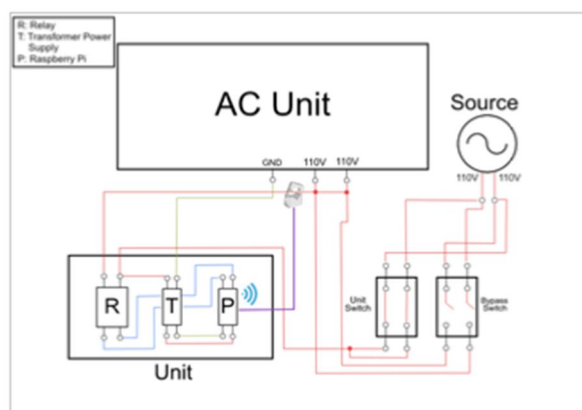 R: Relay
T: Transformer Power
Supply
P: Raspberry Pi
AC Unit
Source
GND 110V 110V
110V 110V
R T P
Unit
Switch
Bypass
Switch
Unit